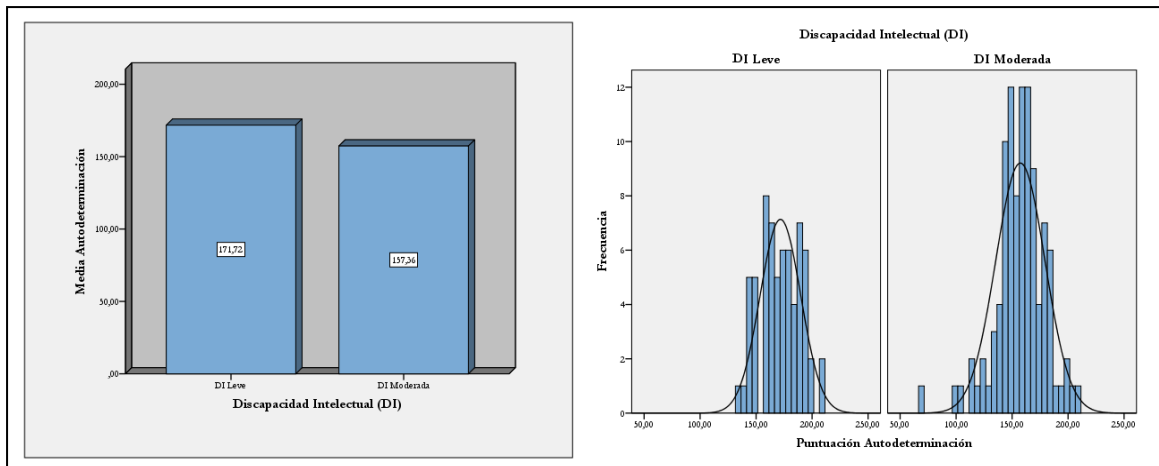 Media Autodeterminación
200,00
150,00
100,00
50,00
,00
171,72
157,36
DI Leve
DI Moderada
Discapacidad Intelectual (DI)
Discapacidad Intelectual (DI)
DI Leve
DI Moderada
Frecuencia
12
10
8
6
4
2
0
50,00 100,00 150,00 200,00 250,00
50,00 100,00 150,00 200,00 250,00
Puntuación Autodeterminación